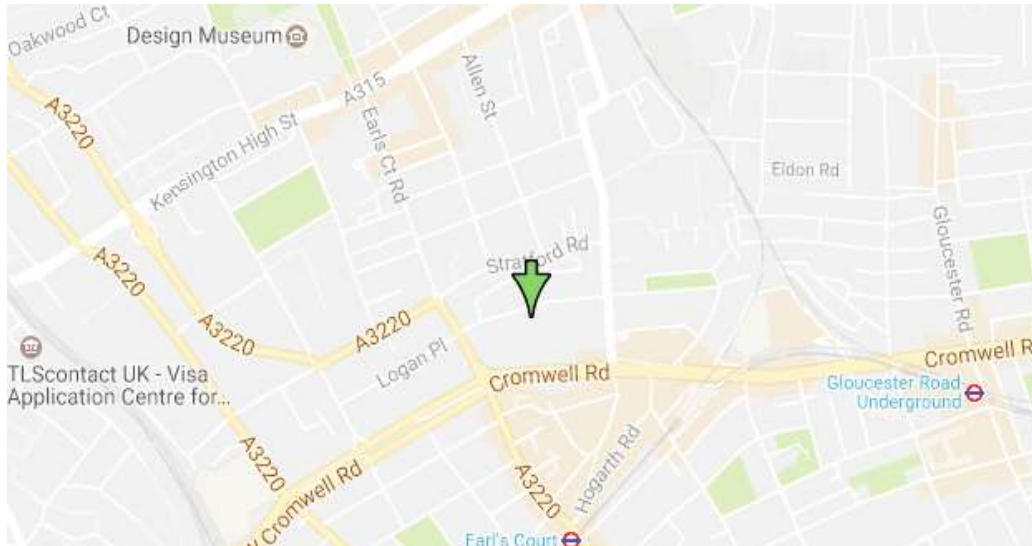 Oakwood Ct
Design Museum
A315
Allen St
A3220
Kensington High St
Earls Ct Rd
Eldon Rd
Gloucester Rd
Stratford Rd
A3220
A3220
A3220
Logan Pl
TLScontact UK - Visa
Application Centre for...
Cromwell Rd
Cromwell R
Gloucester Road
Underground
A3220
W Cromwell Rd
A3220
Hogarth Rd
Earl's Court